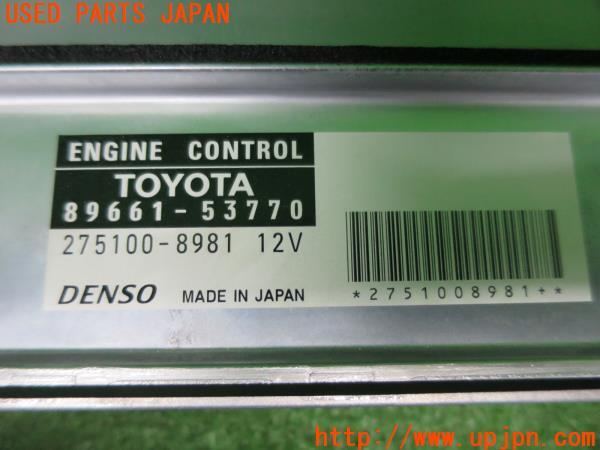 USED PARTS JAPAN
ENGINE CONTROL
TOYOTA
89661-53770
275100-8981 12V
DENSO MADE IN JAPAN
*2751008981+*
http://www.upjpn.com